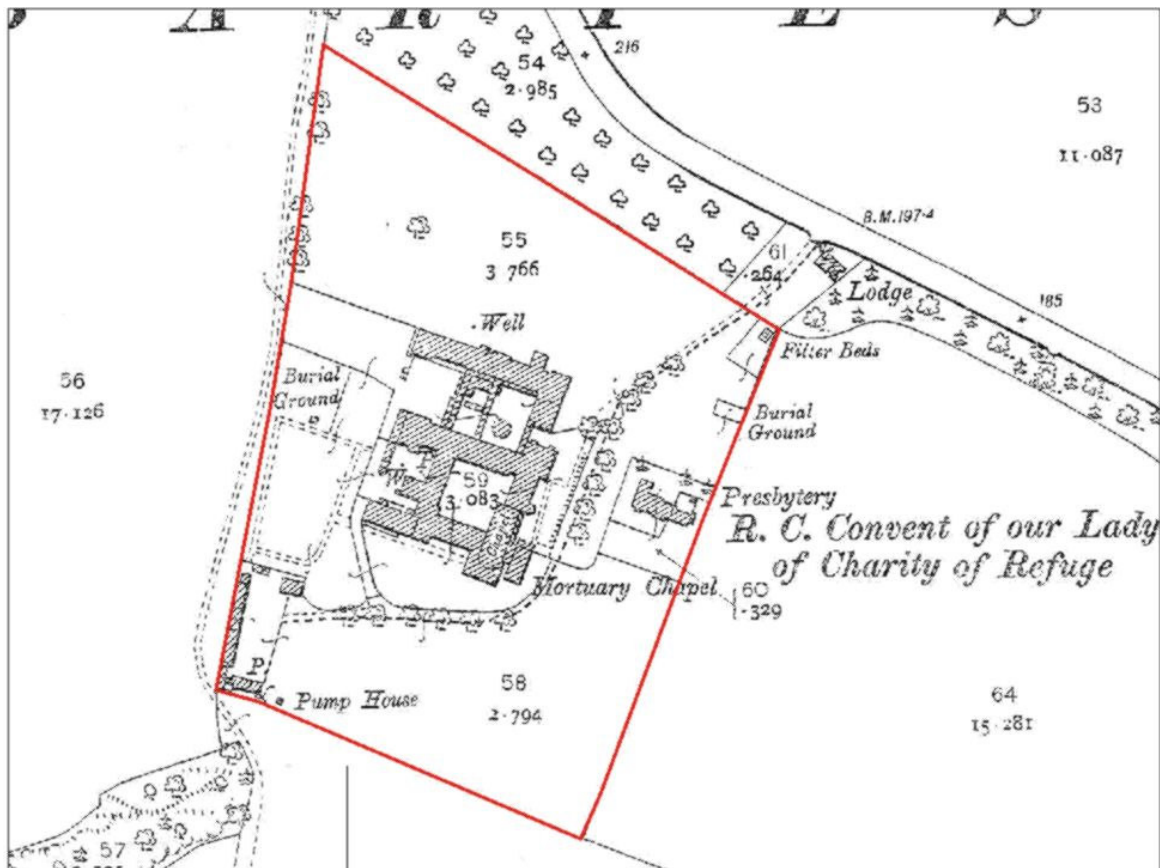 A R I E S
216
54
2·985
53
11·087
B.M.197·4
61
·264
Lodge
185
55
3 766
Well
Filter Beds
56
17·126
Burial
Ground
Burial
Ground
59
3·083
Presbytery
R. C. Convent of our Lady
of Charity of Refuge
Mortuary Chapel
60
·329
P
58
2·794
Pump House
64
15·281
57